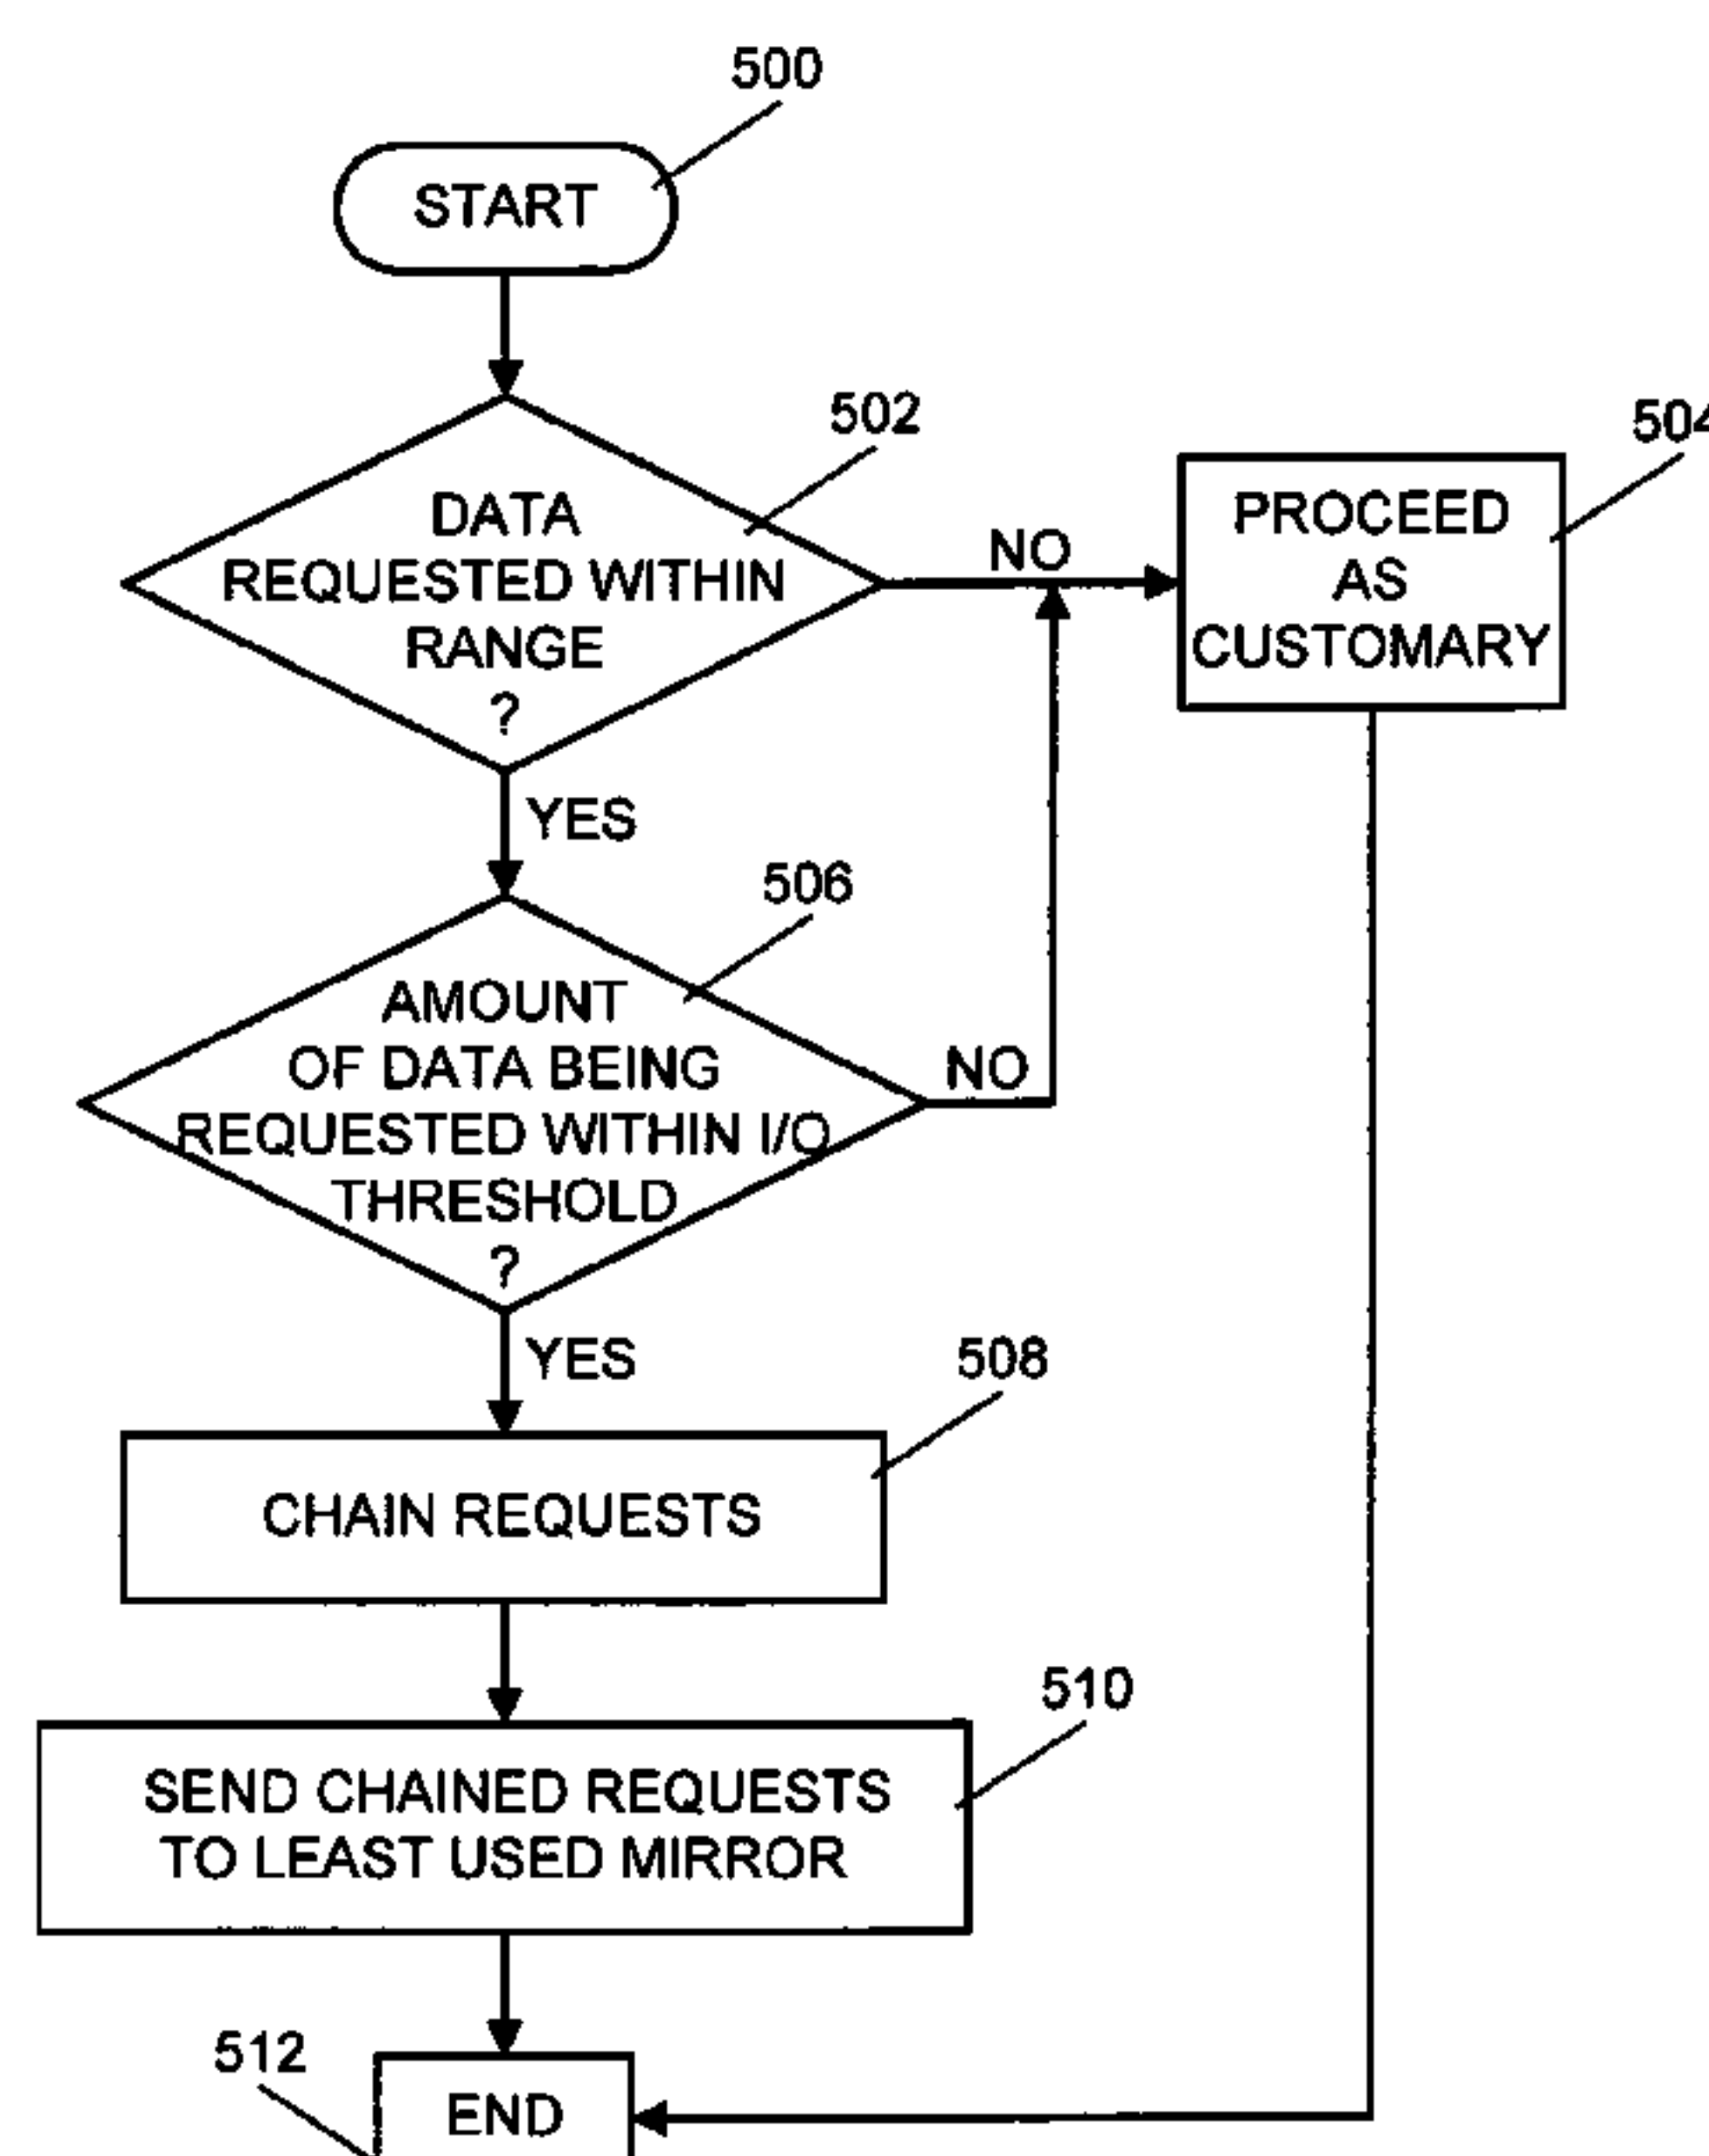 500
START
502
DATA
REQUESTED WITHIN
RANGE
?
NO
504
PROCEED
AS
CUSTOMARY
YES
506
AMOUNT
OF DATA BEING
REQUESTED WITHIN I/O
THRESHOLD
?
NO
YES
508
CHAIN REQUESTS
510
SEND CHAINED REQUESTS
TO LEAST USED MIRROR
512
END